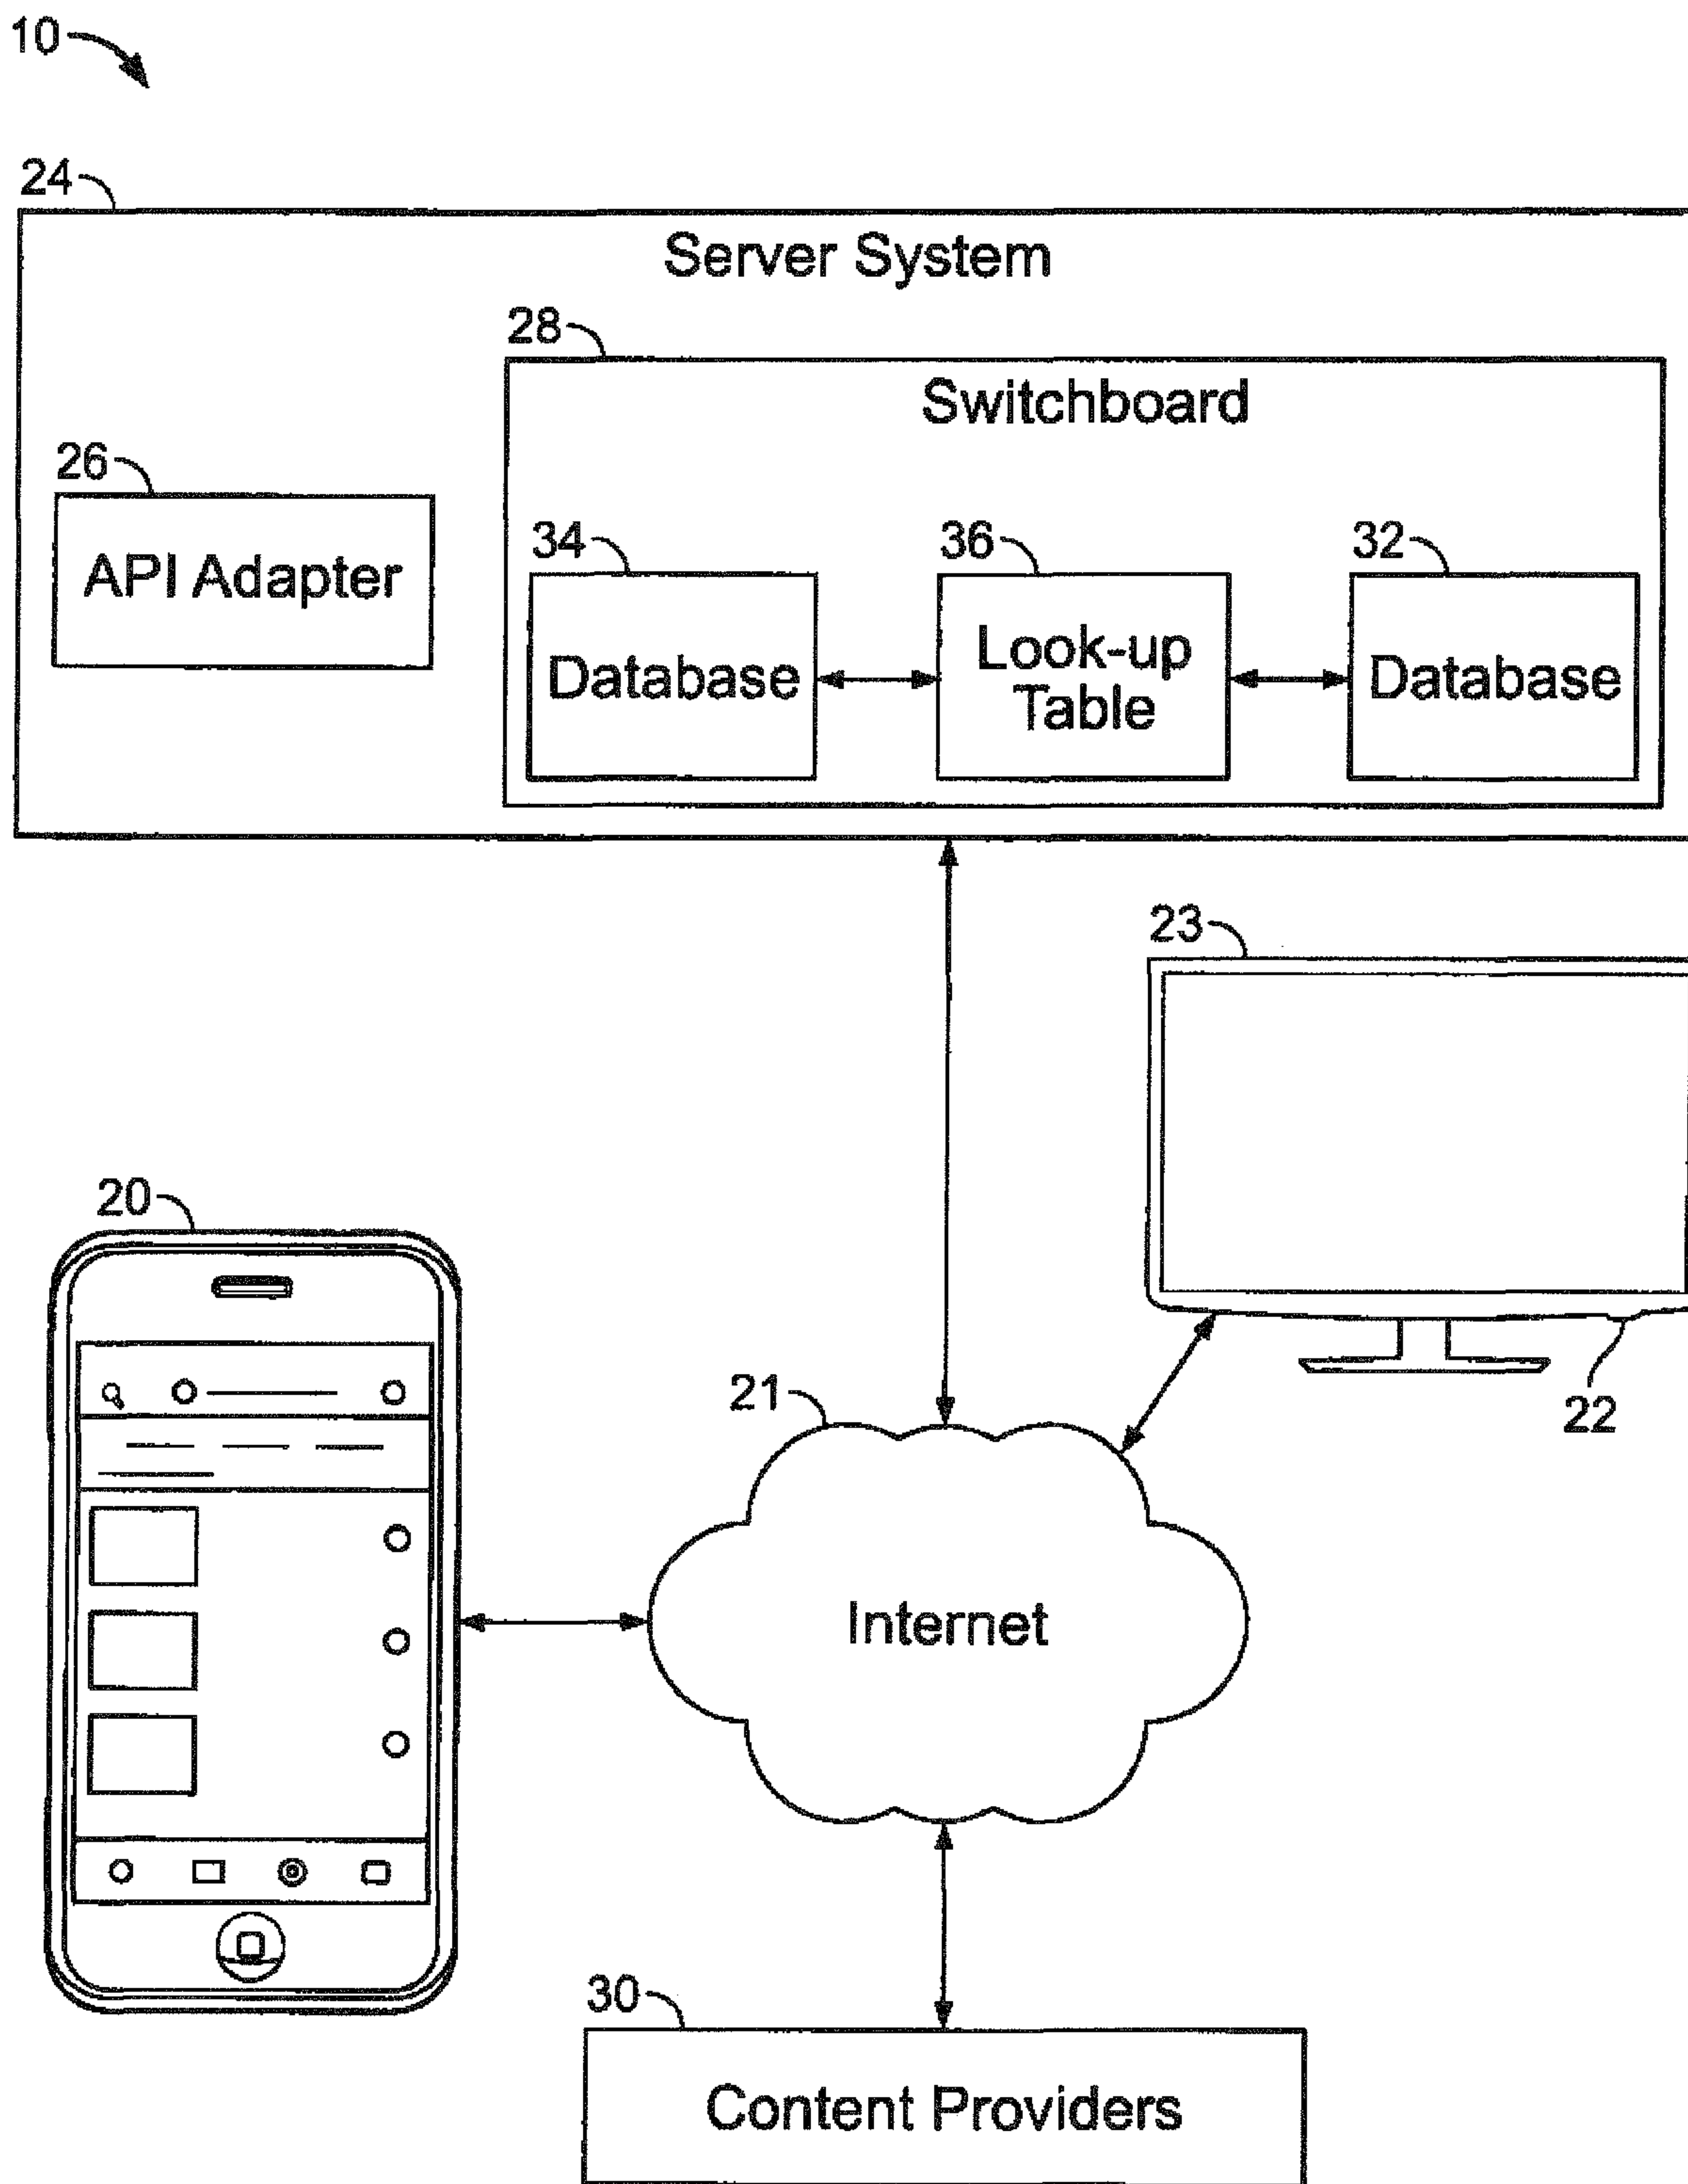 10
24
Server System
28
Switchboard
26
API Adapter
34
Database
36
Look-up
Table
32
Database
23
22
20
21
Internet
30
Content Providers